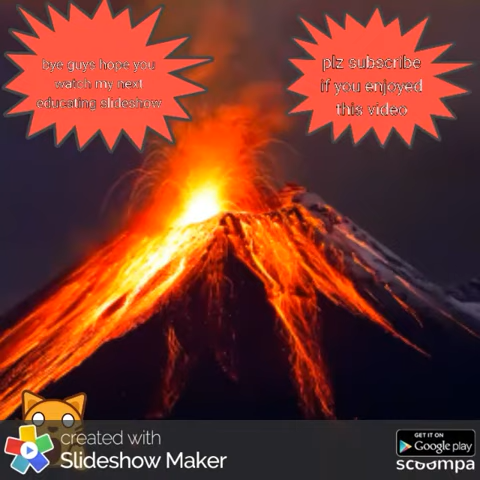 bye guys hope you
watch my next
educating slideshow
plz subscribe
if you enjoyed
this video
created with
Slideshow Maker
GET IT ON
Google play
scoompa